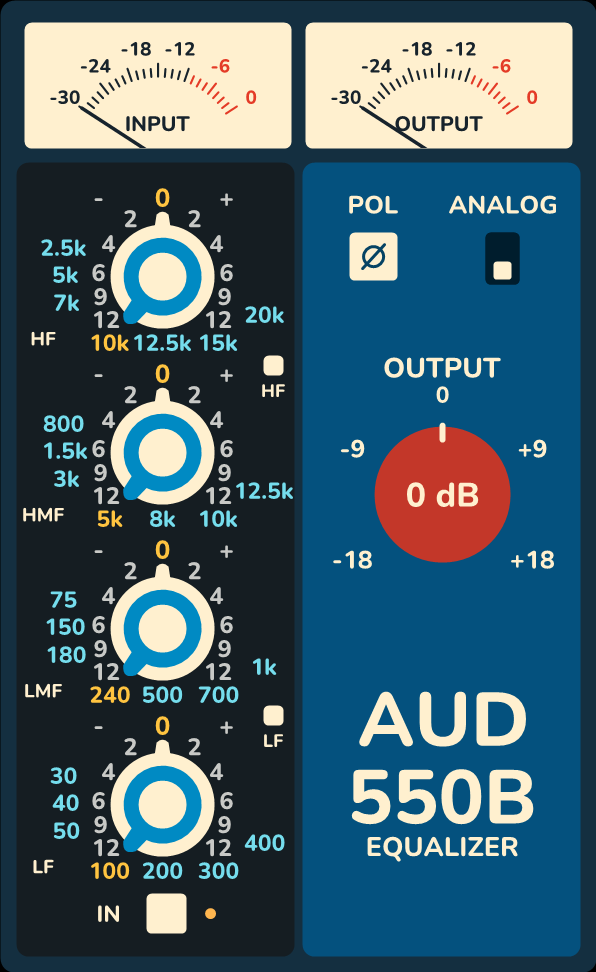 -18 -12
-24 -6
-30 0
INPUT
-18 -12
-24 -6
-30 0
OUTPUT
- 0 +
2 2
2.5k 4 4
5k 6 6
7k 9 9
12 12 20k
HF 10k 12.5k 15k
HF
- 0 +
2 2
800 4 4
1.5k 6 6
3k 9 9
12 12 12.5k
HMF 5k 8k 10k
- 0 +
2 2
75 4 4
150 6 6
180 9 9
12 12 1k
LMF 240 500 700
LF
- 0 +
2 2
30 4 4
40 6 6
50 9 9
12 12 400
LF 100 200 300
IN
POL ANALOG
Ø
OUTPUT
0
-9 +9
0 dB
-18 +18
AUD
550B
EQUALIZER